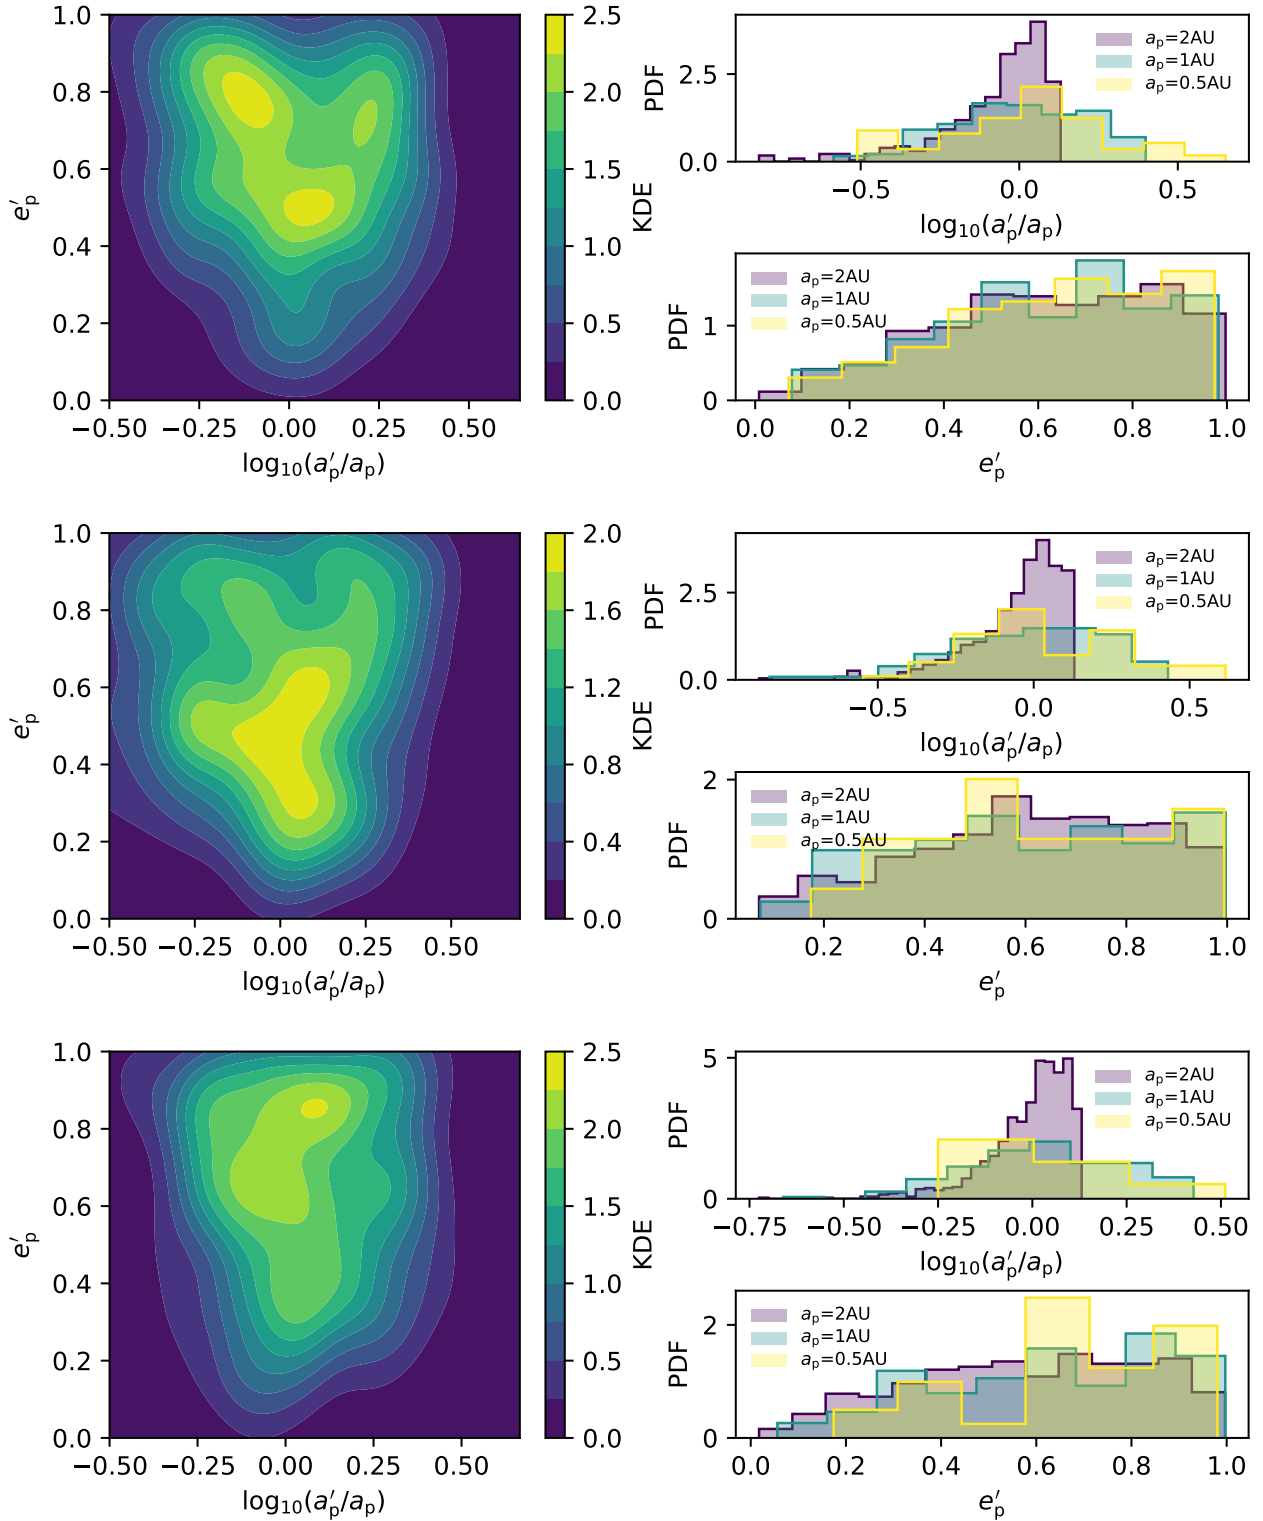 1.0
0.8
0.6
0.4
0.2
0.0
e′p
−0.50 −0.25 0.00 0.25 0.50
log10(a′p/ap)
2.5
2.0
1.5
1.0
0.5
0.0
KDE
2.5
0.0
PDF
ap=2AU
ap=1AU
ap=0.5AU
−0.5 0.0 0.5
log10(a′p/ap)
1
0
PDF
ap=2AU
ap=1AU
ap=0.5AU
0.0 0.2 0.4 0.6 0.8 1.0
e′p
1.0
0.8
0.6
0.4
0.2
0.0
e′p
−0.50 −0.25 0.00 0.25 0.50
log10(a′p/ap)
2.0
1.6
1.2
0.8
0.4
0.0
KDE
2.5
0.0
PDF
ap=2AU
ap=1AU
ap=0.5AU
−0.5 0.0 0.5
log10(a′p/ap)
2
1
0
PDF
ap=2AU
ap=1AU
ap=0.5AU
0.2 0.4 0.6 0.8 1.0
e′p
1.0
0.8
0.6
0.4
0.2
0.0
e′p
−0.50 −0.25 0.00 0.25 0.50
log10(a′p/ap)
2.5
2.0
1.5
1.0
0.5
0.0
KDE
5
0
PDF
ap=2AU
ap=1AU
ap=0.5AU
−0.75 −0.50 −0.25 0.00 0.25 0.50
log10(a′p/ap)
2
0
PDF
ap=2AU
ap=1AU
ap=0.5AU
0.0 0.2 0.4 0.6 0.8 1.0
e′p